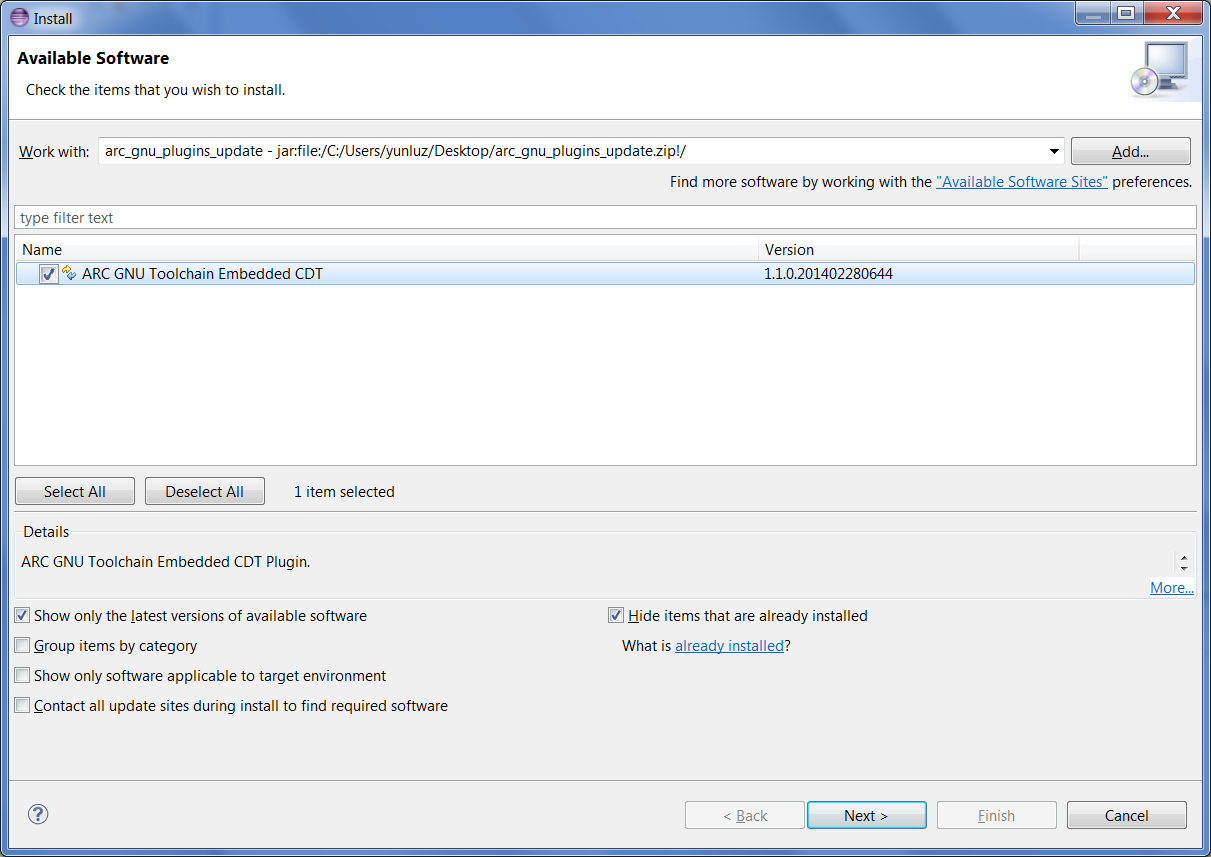 Install
Available Software
Check the items that you wish to install.
Work with: arc_gnu_plugins_update - jar:file:/C:/Users/yunluz/Desktop/arc_gnu_plugins_update.zip!/ Add...
Find more software by working with the "Available Software Sites" preferences.
type filter text
Name Version
ARC GNU Toolchain Embedded CDT 1.1.0.201402280644
Select All Deselect All 1 item selected
Details
ARC GNU Toolchain Embedded CDT Plugin.
More...
Show only the latest versions of available software Hide items that are already installed
Group items by category What is already installed?
Show only software applicable to target environment
Contact all update sites during install to find required software
? < Back Next > Finish Cancel